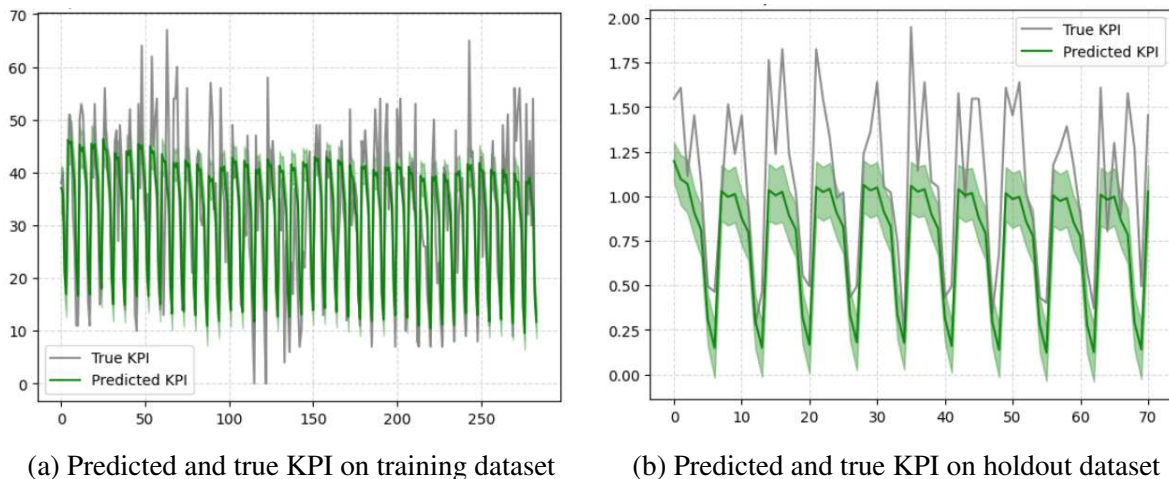 70
60
50
40
30
20
10
0
True KPI
Predicted KPI
0 50 100 150 200 250
(a) Predicted and true KPI on training dataset
2.00
1.75
1.50
1.25
1.00
0.75
0.50
0.25
0.00
True KPI
Predicted KPI
0 10 20 30 40 50 60 70
(b) Predicted and true KPI on holdout dataset